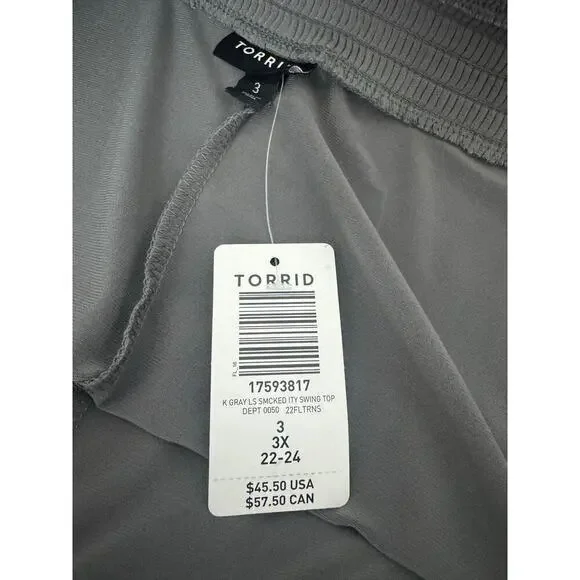 TORRID
3
TORRID
FL_16
17593817
K GRAY LS SMCKED ITY SWING TOP
DEPT 0050 22FLTRNS
3
3X
22-24
$45.50 USA
$57.50 CAN